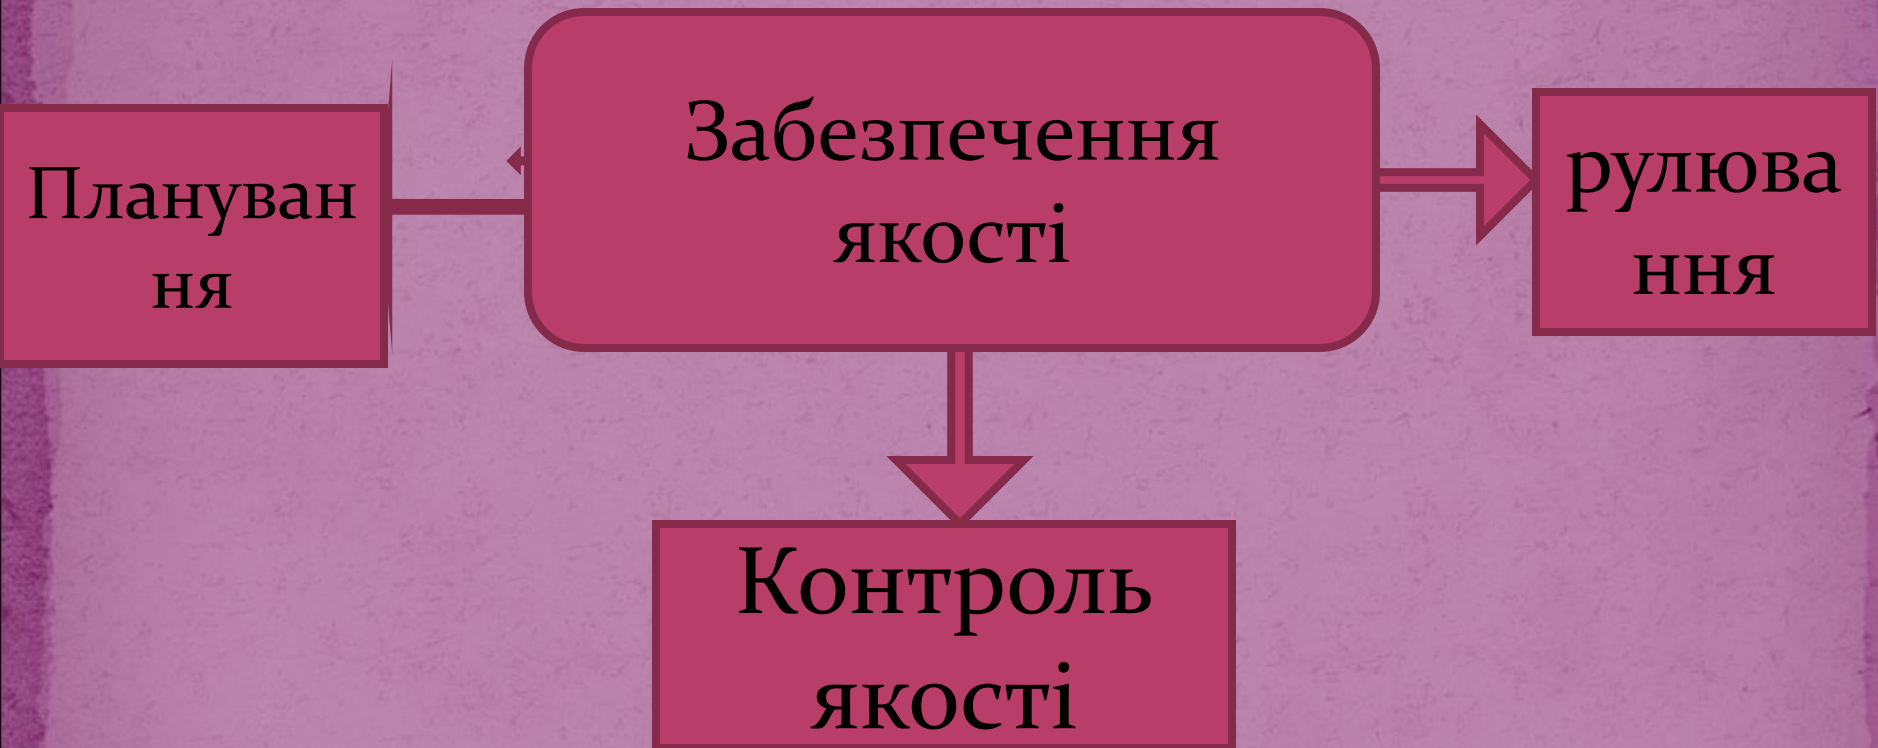 Плануван
ня
Забезпечення
якості
рулюва
ння
Контроль
якості